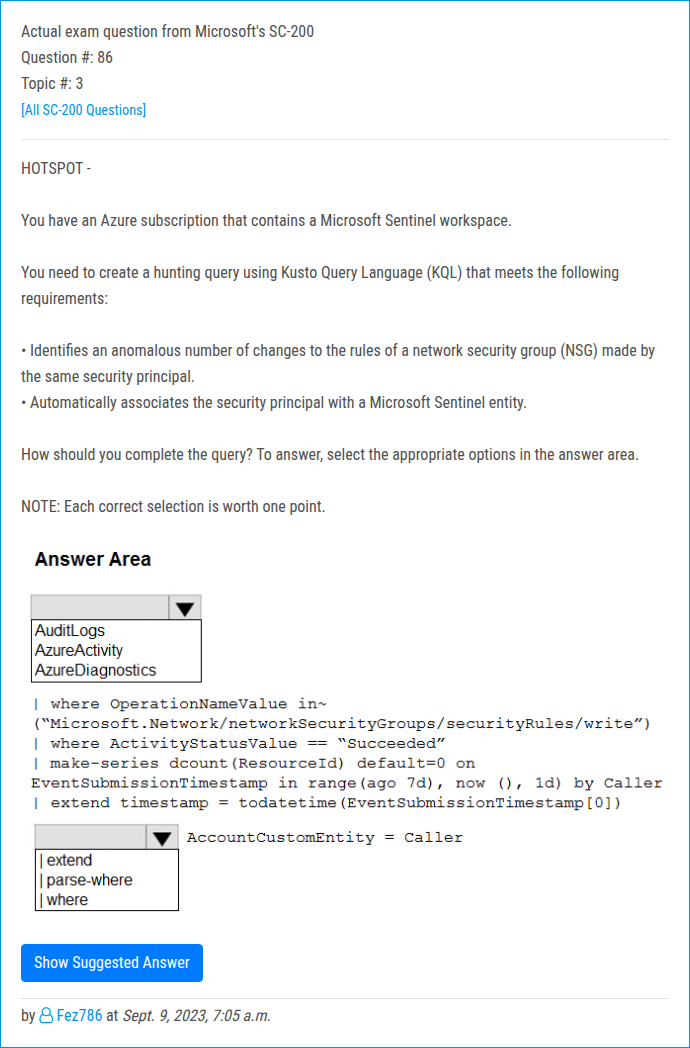 Actual exam question from Microsoft's SC-200
Question #: 86
Topic #: 3
[All SC-200 Questions]
HOTSPOT -
You have an Azure subscription that contains a Microsoft Sentinel workspace.
You need to create a hunting query using Kusto Query Language (KQL) that meets the following
requirements:
• Identifies an anomalous number of changes to the rules of a network security group (NSG) made by
the same security principal.
• Automatically associates the security principal with a Microsoft Sentinel entity.
How should you complete the query? To answer, select the appropriate options in the answer area.
NOTE: Each correct selection is worth one point.
Answer Area
AuditLogs
AzureActivity
AzureDiagnostics
| where OperationNameValue in~
(“Microsoft.Network/networkSecurityGroups/securityRules/write”)
| where ActivityStatusValue == “Succeeded”
| make-series dcount(ResourceId) default=0 on
EventSubmissionTimestamp in range(ago 7d), now (), 1d) by Caller
| extend timestamp = todatetime(EventSubmissionTimestamp[0])
AccountCustomEntity = Caller
| extend
| parse-where
| where
Show Suggested Answer
by Fez786 at Sept. 9, 2023, 7:05 a.m.